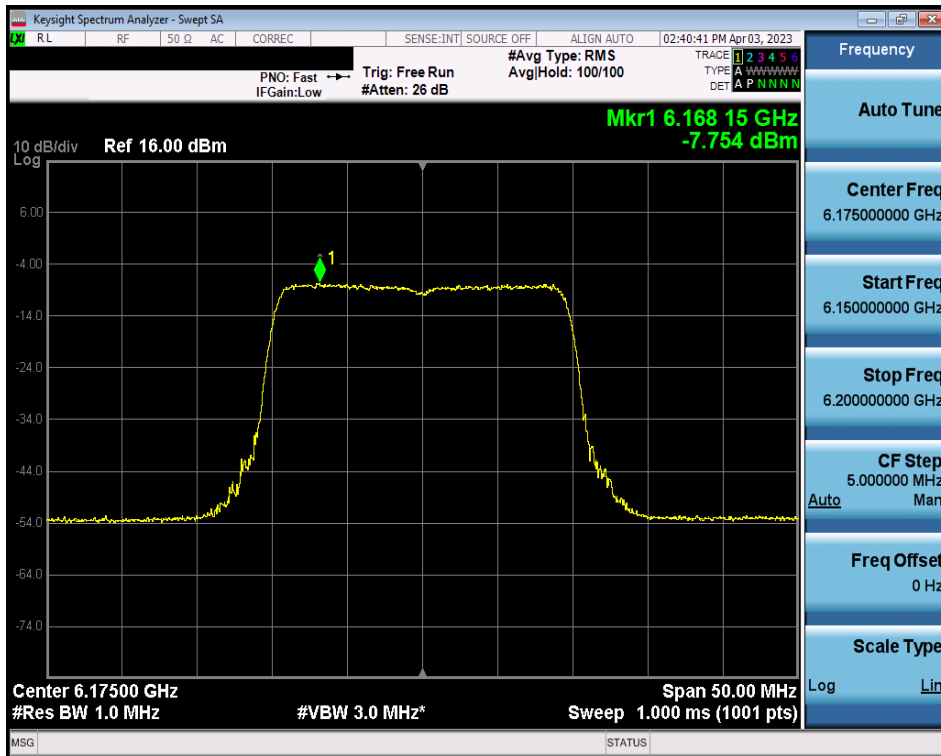 Keysight Spectrum Analyzer - Swept SA
LXI RL RF 50 Ω AC CORREC SENSE:INT SOURCE OFF ALIGN AUTO 02:40:41 PM Apr 03, 2023
PNO: Fast
IFGain:Low
Trig: Free Run
#Atten: 26 dB
#Avg Type: RMS
Avg|Hold: 100/100
TRACE 1 2 3 4 5 6
TYPE A WWWWW
DET A P N N N N
Mkr1 6.168 15 GHz
-7.754 dBm
10 dB/div Ref 16.00 dBm
Log
6.00
-4.00
-14.0
-24.0
-34.0
-44.0
-54.0
-64.0
-74.0
1
Center 6.17500 GHz
Span 50.00 MHz
#Res BW 1.0 MHz
#VBW 3.0 MHz*
Sweep 1.000 ms (1001 pts)
MSG
STATUS
Frequency
Auto Tune
Center Freq
6.175000000 GHz
Start Freq
6.150000000 GHz
Stop Freq
6.200000000 GHz
CF Step
5.000000 MHz
Auto Man
Freq Offset
0 Hz
Scale Type
Log Lin